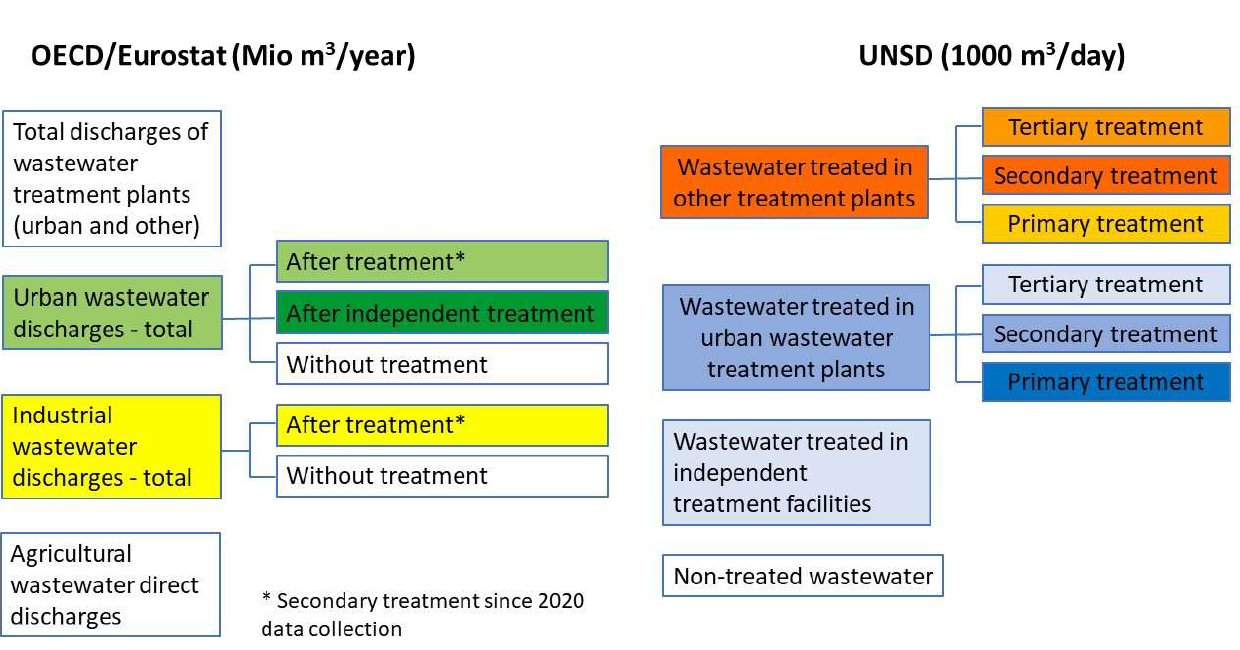 OECD/Eurostat (Mio m³/year)
Total discharges of
wastewater
treatment plants
(urban and other)
Urban wastewater
discharges - total
After treatment*
After independent treatment
Without treatment
Industrial
wastewater
discharges - total
After treatment*
Without treatment
Agricultural
wastewater direct
discharges
* Secondary treatment since 2020
data collection
UNSD (1000 m³/day)
Wastewater treated in
other treatment plants
Tertiary treatment
Secondary treatment
Primary treatment
Wastewater treated in
urban wastewater
treatment plants
Tertiary treatment
Secondary treatment
Primary treatment
Wastewater treated in
independent
treatment facilities
Non-treated wastewater